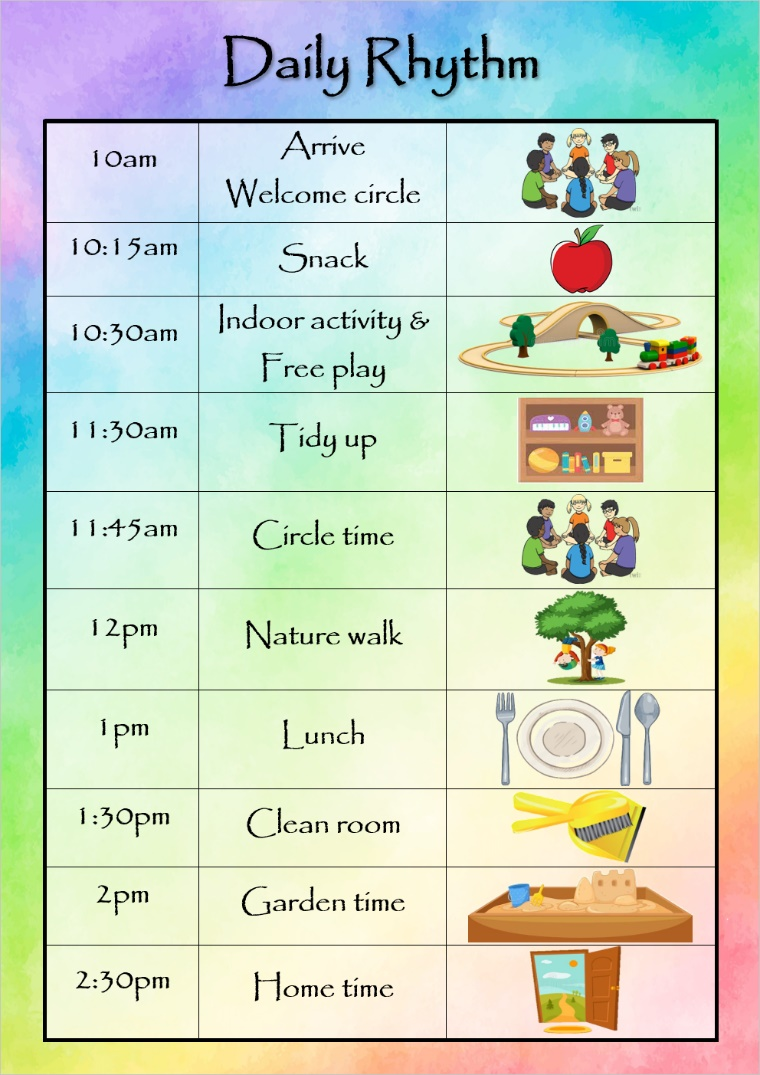 Daily Rhythm
10am
Arrive
Welcome circle
10:15am
Snack
10:30am
Indoor activity &
Free play
11:30am
Tidy up
11:45am
Circle time
12pm
Nature walk
1pm
Lunch
1:30pm
Clean room
2pm
Garden time
2:30pm
Home time